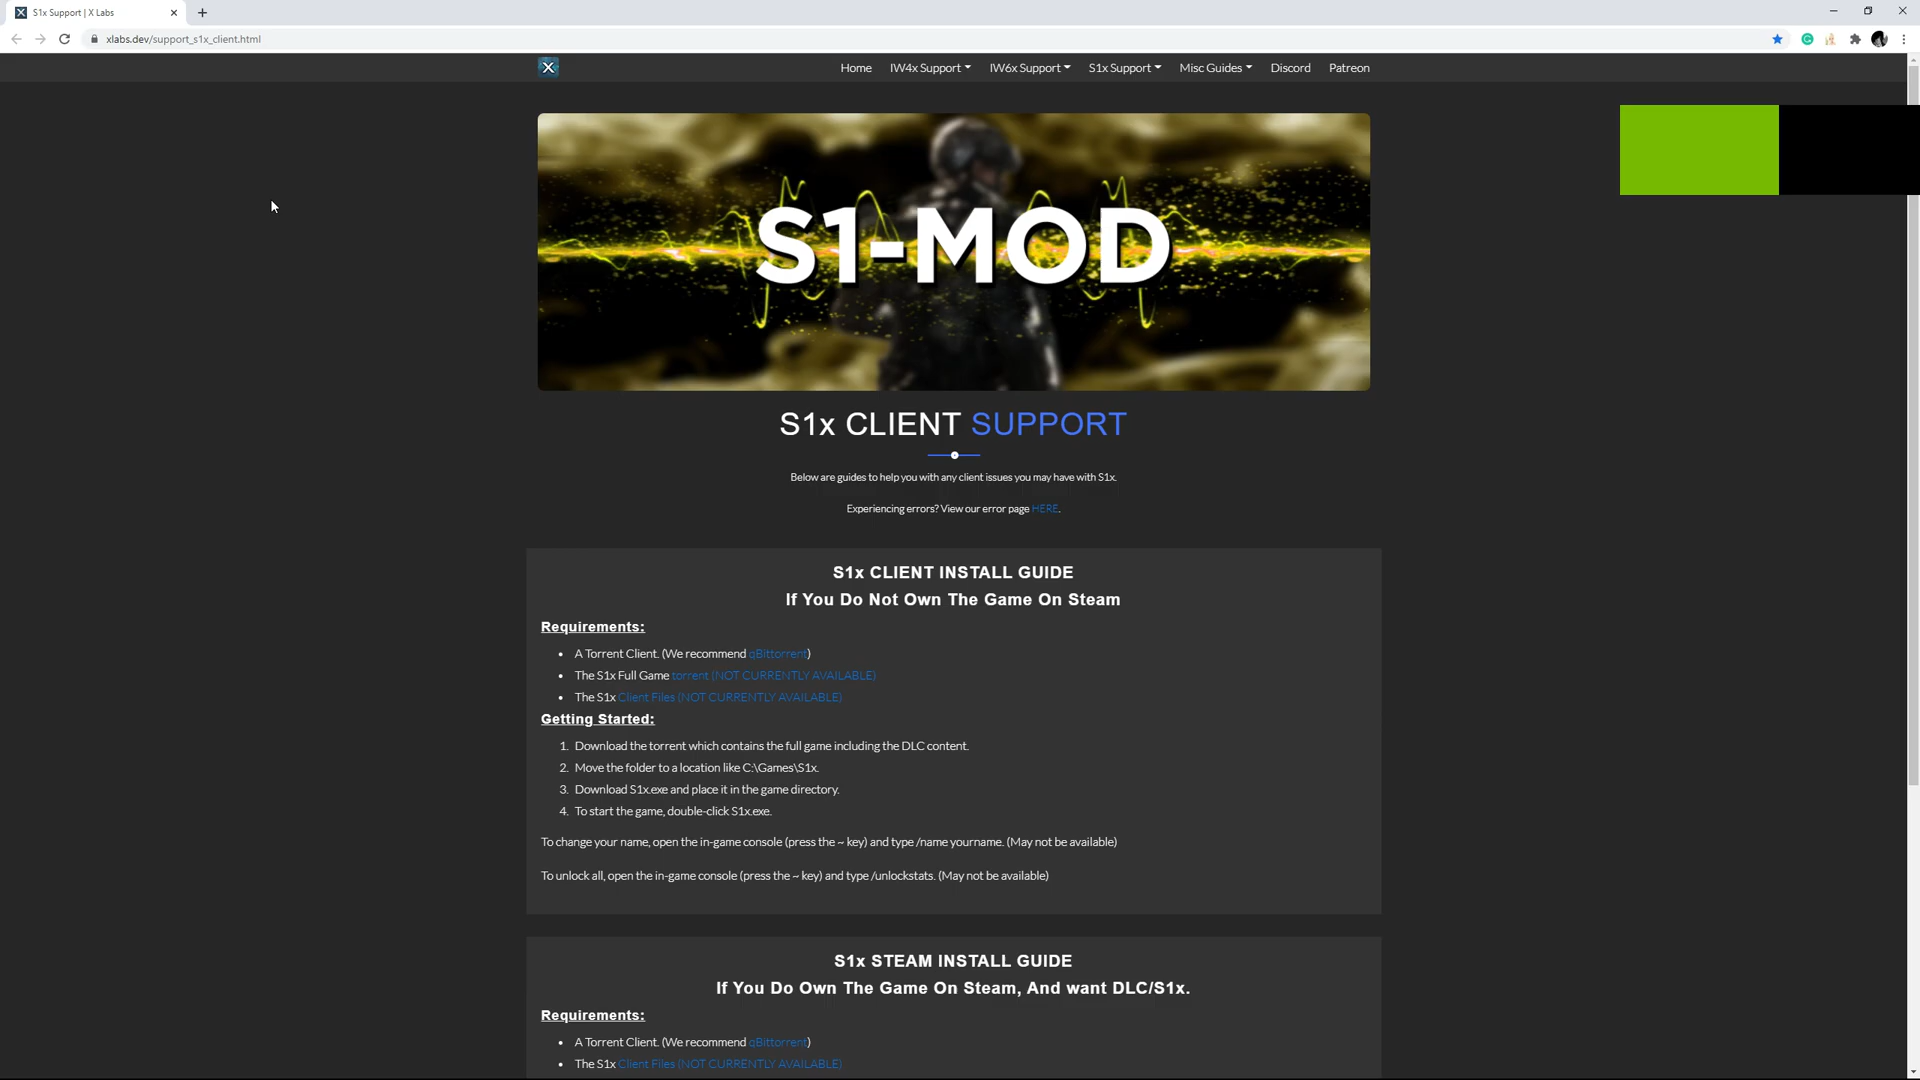 S1x Support | X Labs
xlabs.dev/support_s1x_client.html
X
Home IW4x Support IW6x Support S1x Support Misc Guides Discord Patreon
S1-MOD
S1x CLIENT SUPPORT
Below are guides to help you with any client issues you may have with S1x.
Experiencing errors? View our error page HERE.
S1x CLIENT INSTALL GUIDE
If You Do Not Own The Game On Steam
Requirements:
• A Torrent Client. (We recommend qBittorrent)
• The S1x Full Game torrent (NOT CURRENTLY AVAILABLE)
• The S1x Client Files (NOT CURRENTLY AVAILABLE)
Getting Started:
1. Download the torrent which contains the full game including the DLC content.
2. Move the folder to a location like C:\Games\S1x.
3. Download S1x.exe and place it in the game directory.
4. To start the game, double-click S1x.exe.
To change your name, open the in-game console (press the ~ key) and type /name yourname. (May not be available)
To unlock all, open the in-game console (press the ~ key) and type /unlockstats. (May not be available)
S1x STEAM INSTALL GUIDE
If You Do Own The Game On Steam, And want DLC/S1x.
Requirements:
• A Torrent Client. (We recommend qBittorrent)
• The S1x Client Files (NOT CURRENTLY AVAILABLE)